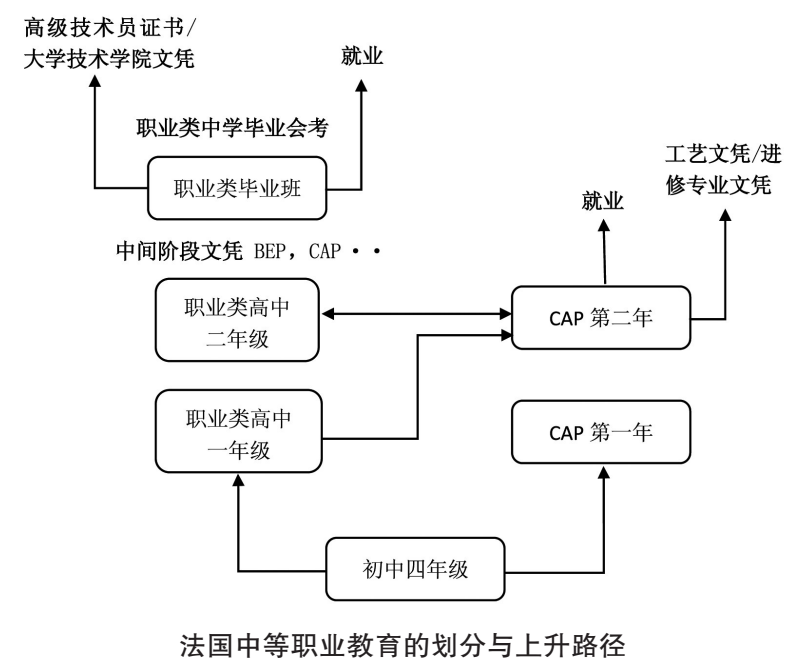 高级技术员证书/
大学技术学院文凭
就业
职业类中学毕业会考
职业类毕业班
工艺文凭/进
修专业文凭
就业
中间阶段文凭 BEP，CAP··
职业类高中
二年级
CAP 第二年
职业类高中
一年级
CAP 第一年
初中四年级
法国中等职业教育的划分与上升路径